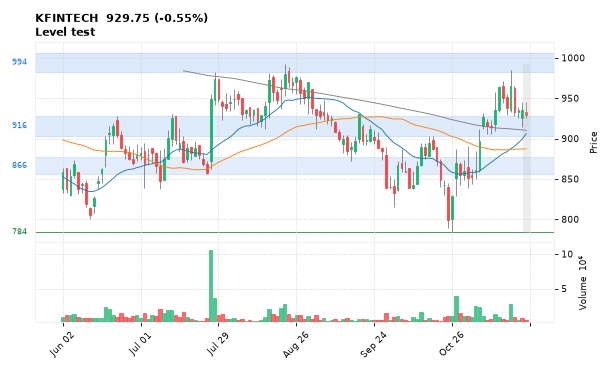 KFINTECH 929.75 (-0.55%)
Level test
994
916
866
784
1000
950
900
850
800
Price
10
5
Volume 10⁶
Jun 02
Jul 01
Jul 29
Aug 26
Sep 24
Oct 26